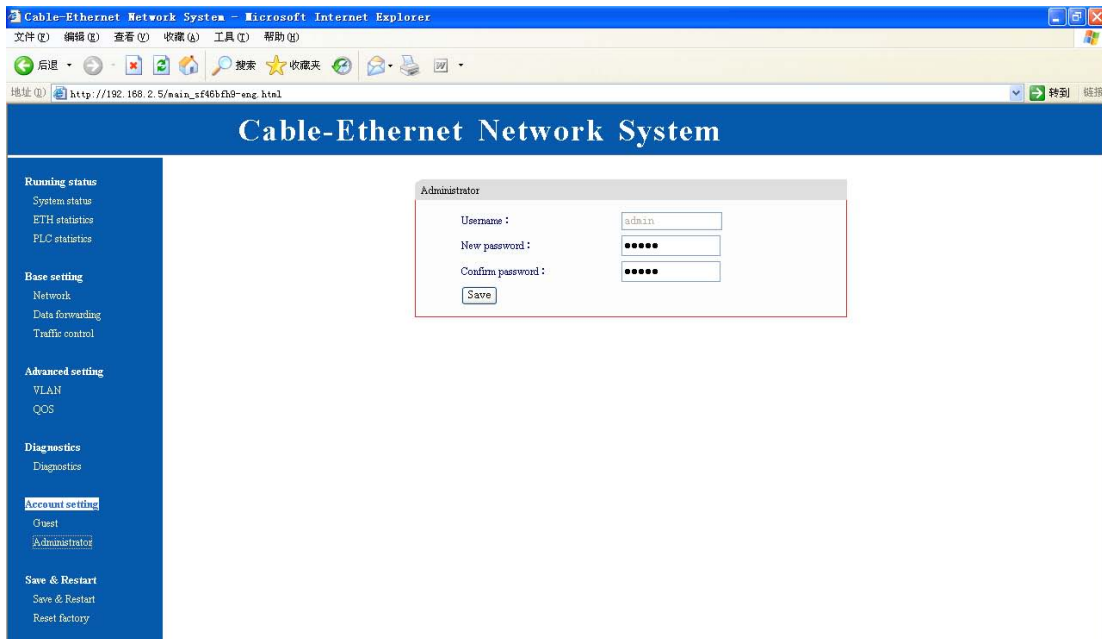 Cable-Ethernet Network System - Microsoft Internet Explorer
文件(F) 编辑(E) 查看(V) 收藏(A) 工具(T) 帮助(H)
后退 搜索 收藏夹
地址(D) http://192.168.2.5/main_sf46bfh9-eng.html 转到 链接
Cable-Ethernet Network System
Running status
System status
ETH statistics
PLC statistics
Base setting
Network
Data forwarding
Traffic control
Advanced setting
VLAN
QOS
Diagnostics
Diagnostics
Account setting
Guest
Administrator
Save & Restart
Save & Restart
Reset factory
Administrator
Username： admin
New password： ●●●●●
Confirm password： ●●●●●
Save